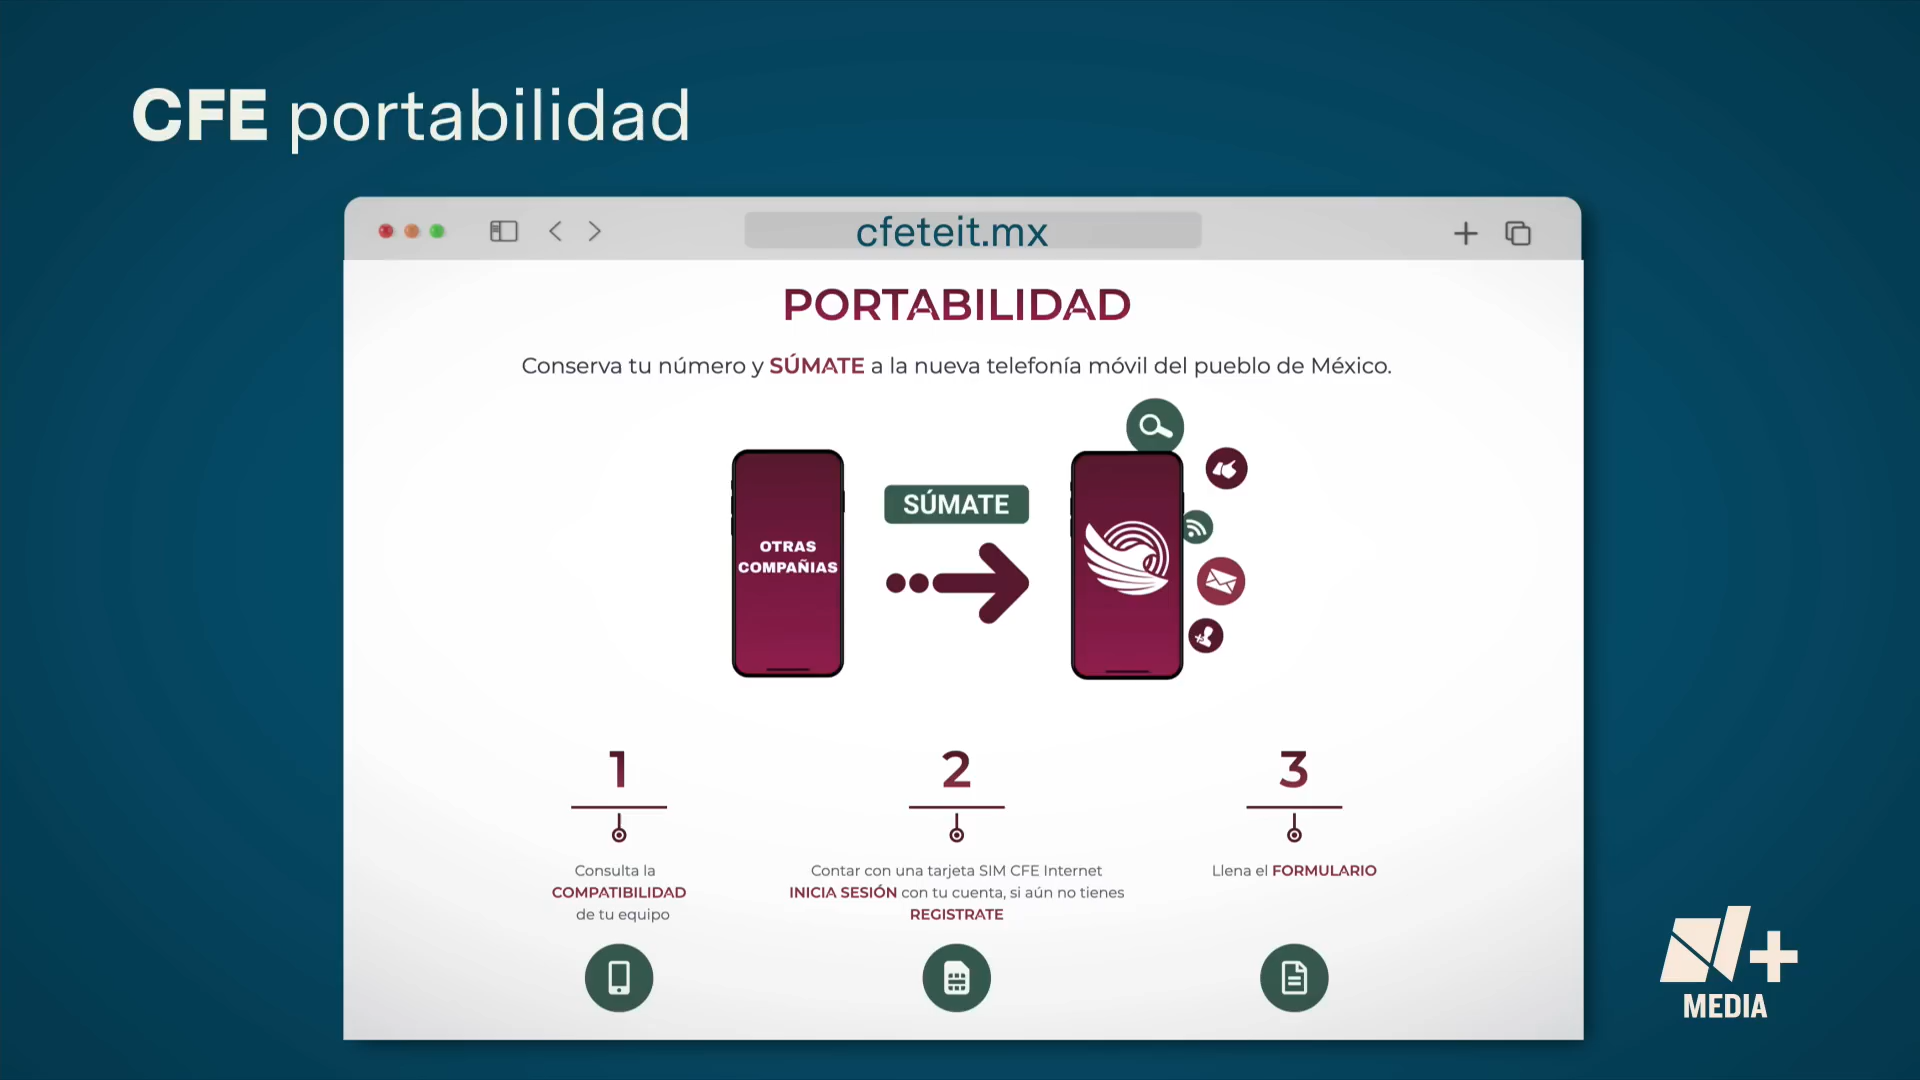 CFE portabilidad
cfeteit.mx
PORTABILIDAD
Conserva tu número y SÚMATE a la nueva telefonía móvil del pueblo de México.
OTRAS
COMPAÑIAS
SÚMATE
1
Consulta la
COMPATIBILIDAD
de tu equipo
2
Contar con una tarjeta SIM CFE Internet
INICIA SESIÓN con tu cuenta, si aún no tienes
REGISTRATE
3
Llena el FORMULARIO
N+
MEDIA